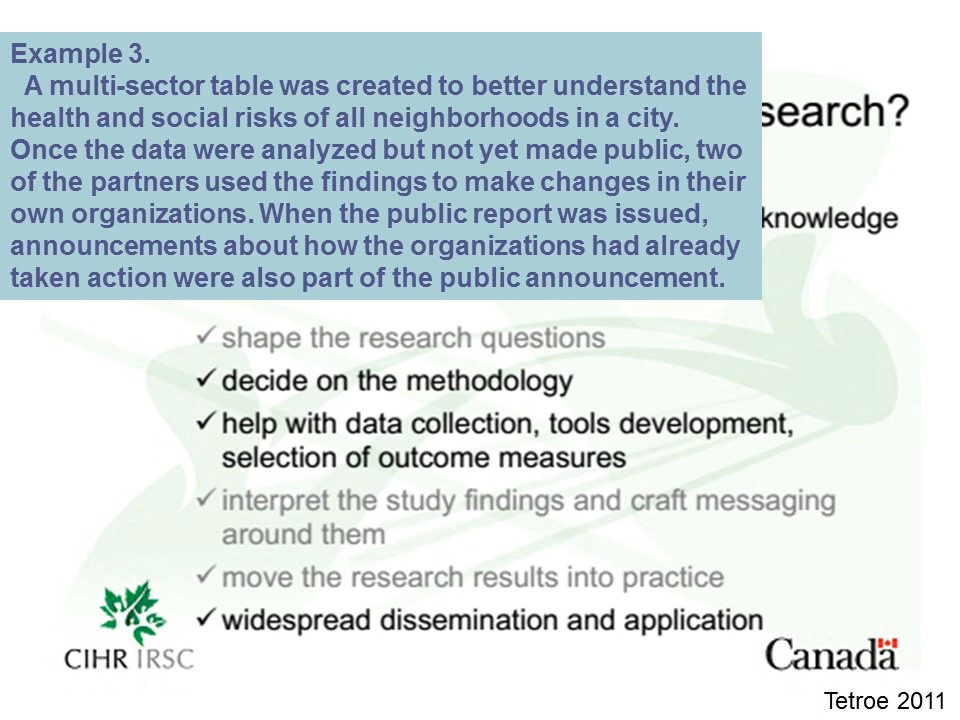 Example 3.
A multi-sector table was created to better understand the
health and social risks of all neighborhoods in a city.
Once the data were analyzed but not yet made public, two
of the partners used the findings to make changes in their
own organizations. When the public report was issued,
announcements about how the organizations had already
taken action were also part of the public announcement.
search?
knowledge
✓ shape the research questions
✓ decide on the methodology
✓ help with data collection, tools development,
selection of outcome measures
✓ interpret the study findings and craft messaging
around them
✓ move the research results into practice
✓ widespread dissemination and application
CIHR IRSC
Canada
Tetroe 2011